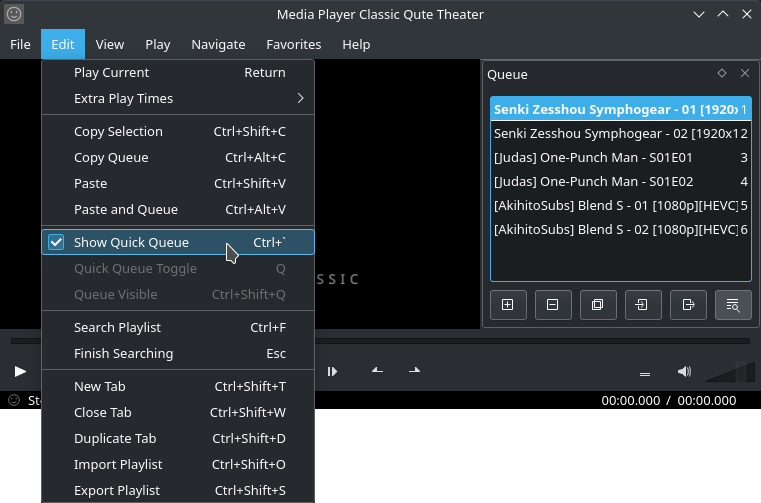 Media Player Classic Qute Theater
File Edit View Play Navigate Favorites Help
Play Current Return
Extra Play Times
Copy Selection Ctrl+Shift+C
Copy Queue Ctrl+Alt+C
Paste Ctrl+Shift+V
Paste and Queue Ctrl+Alt+V
Show Quick Queue Ctrl+`
Quick Queue Toggle Q
Queue Visible Ctrl+Shift+Q
Search Playlist Ctrl+F
Finish Searching Esc
New Tab Ctrl+Shift+T
Close Tab Ctrl+Shift+W
Duplicate Tab Ctrl+Shift+D
Import Playlist Ctrl+Shift+O
Export Playlist Ctrl+Shift+S
SSIC
Queue
Senki Zesshou Symphogear - 01 [1920x 1
Senki Zesshou Symphogear - 02 [1920x1 2
[Judas] One-Punch Man - S01E01 3
[Judas] One-Punch Man - S01E02 4
[AkihitoSubs] Blend S - 01 [1080p][HEVC] 5
[AkihitoSubs] Blend S - 02 [1080p][HEVC] 6
St
00:00.000 / 00:00.000